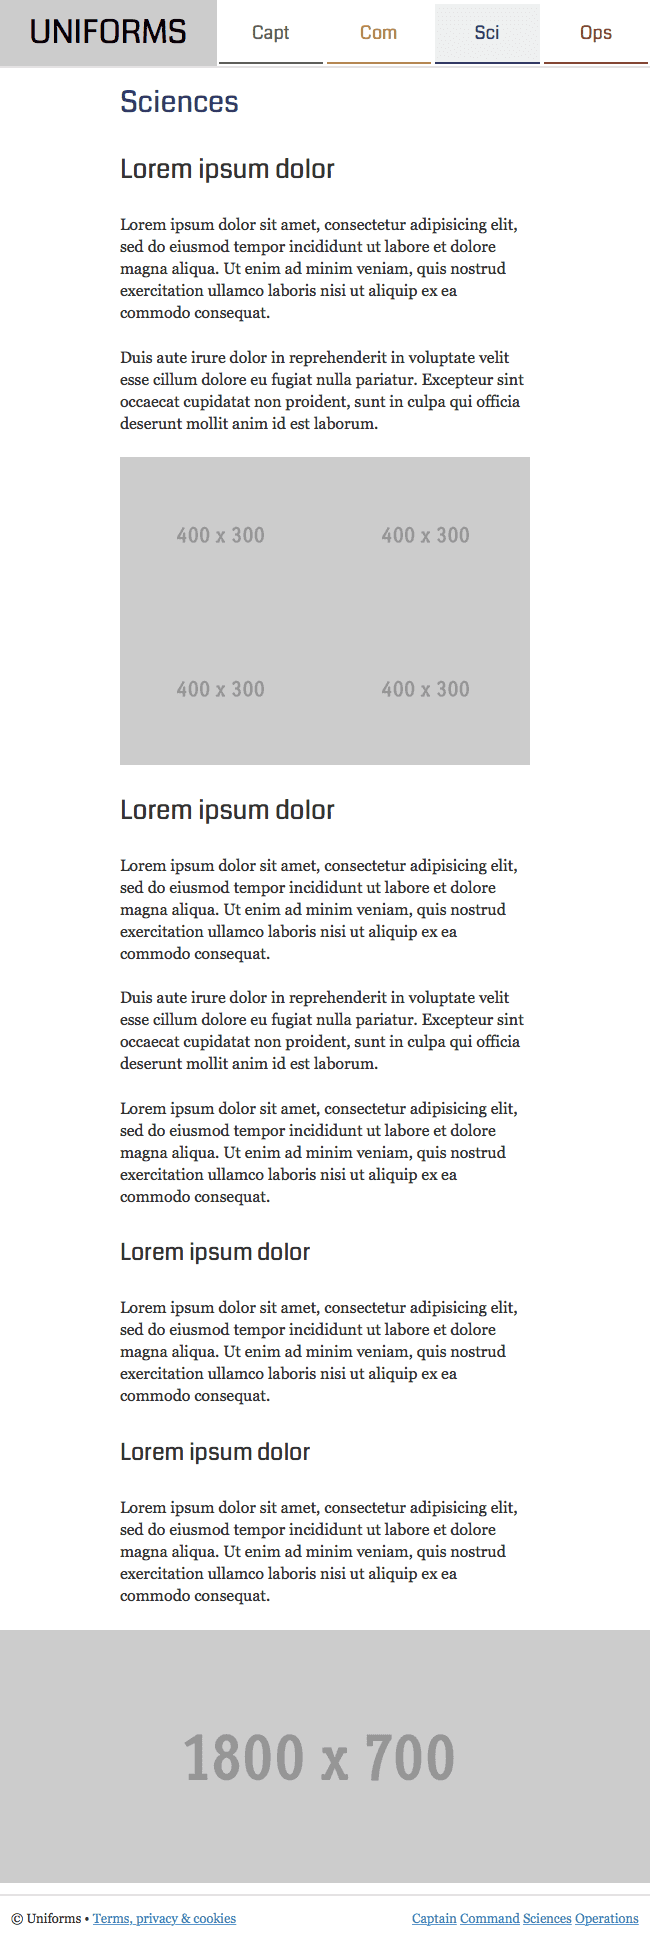 UNIFORMS Capt Com Sci Ops
Sciences
Lorem ipsum dolor
Lorem ipsum dolor sit amet, consectetur adipisicing elit,
sed do eiusmod tempor incididunt ut labore et dolore
magna aliqua. Ut enim ad minim veniam, quis nostrud
exercitation ullamco laboris nisi ut aliquip ex ea
commodo consequat.
Duis aute irure dolor in reprehenderit in voluptate velit
esse cillum dolore eu fugiat nulla pariatur. Excepteur sint
occaecat cupidatat non proident, sunt in culpa qui officia
deserunt mollit anim id est laborum.
400 x 300 400 x 300
400 x 300 400 x 300
Lorem ipsum dolor
Lorem ipsum dolor sit amet, consectetur adipisicing elit,
sed do eiusmod tempor incididunt ut labore et dolore
magna aliqua. Ut enim ad minim veniam, quis nostrud
exercitation ullamco laboris nisi ut aliquip ex ea
commodo consequat.
Duis aute irure dolor in reprehenderit in voluptate velit
esse cillum dolore eu fugiat nulla pariatur. Excepteur sint
occaecat cupidatat non proident, sunt in culpa qui officia
deserunt mollit anim id est laborum.
Lorem ipsum dolor sit amet, consectetur adipisicing elit,
sed do eiusmod tempor incididunt ut labore et dolore
magna aliqua. Ut enim ad minim veniam, quis nostrud
exercitation ullamco laboris nisi ut aliquip ex ea
commodo consequat.
Lorem ipsum dolor
Lorem ipsum dolor sit amet, consectetur adipisicing elit,
sed do eiusmod tempor incididunt ut labore et dolore
magna aliqua. Ut enim ad minim veniam, quis nostrud
exercitation ullamco laboris nisi ut aliquip ex ea
commodo consequat.
Lorem ipsum dolor
Lorem ipsum dolor sit amet, consectetur adipisicing elit,
sed do eiusmod tempor incididunt ut labore et dolore
magna aliqua. Ut enim ad minim veniam, quis nostrud
exercitation ullamco laboris nisi ut aliquip ex ea
commodo consequat.
1800 x 700
© Uniforms • Terms, privacy & cookies Captain Command Sciences Operations